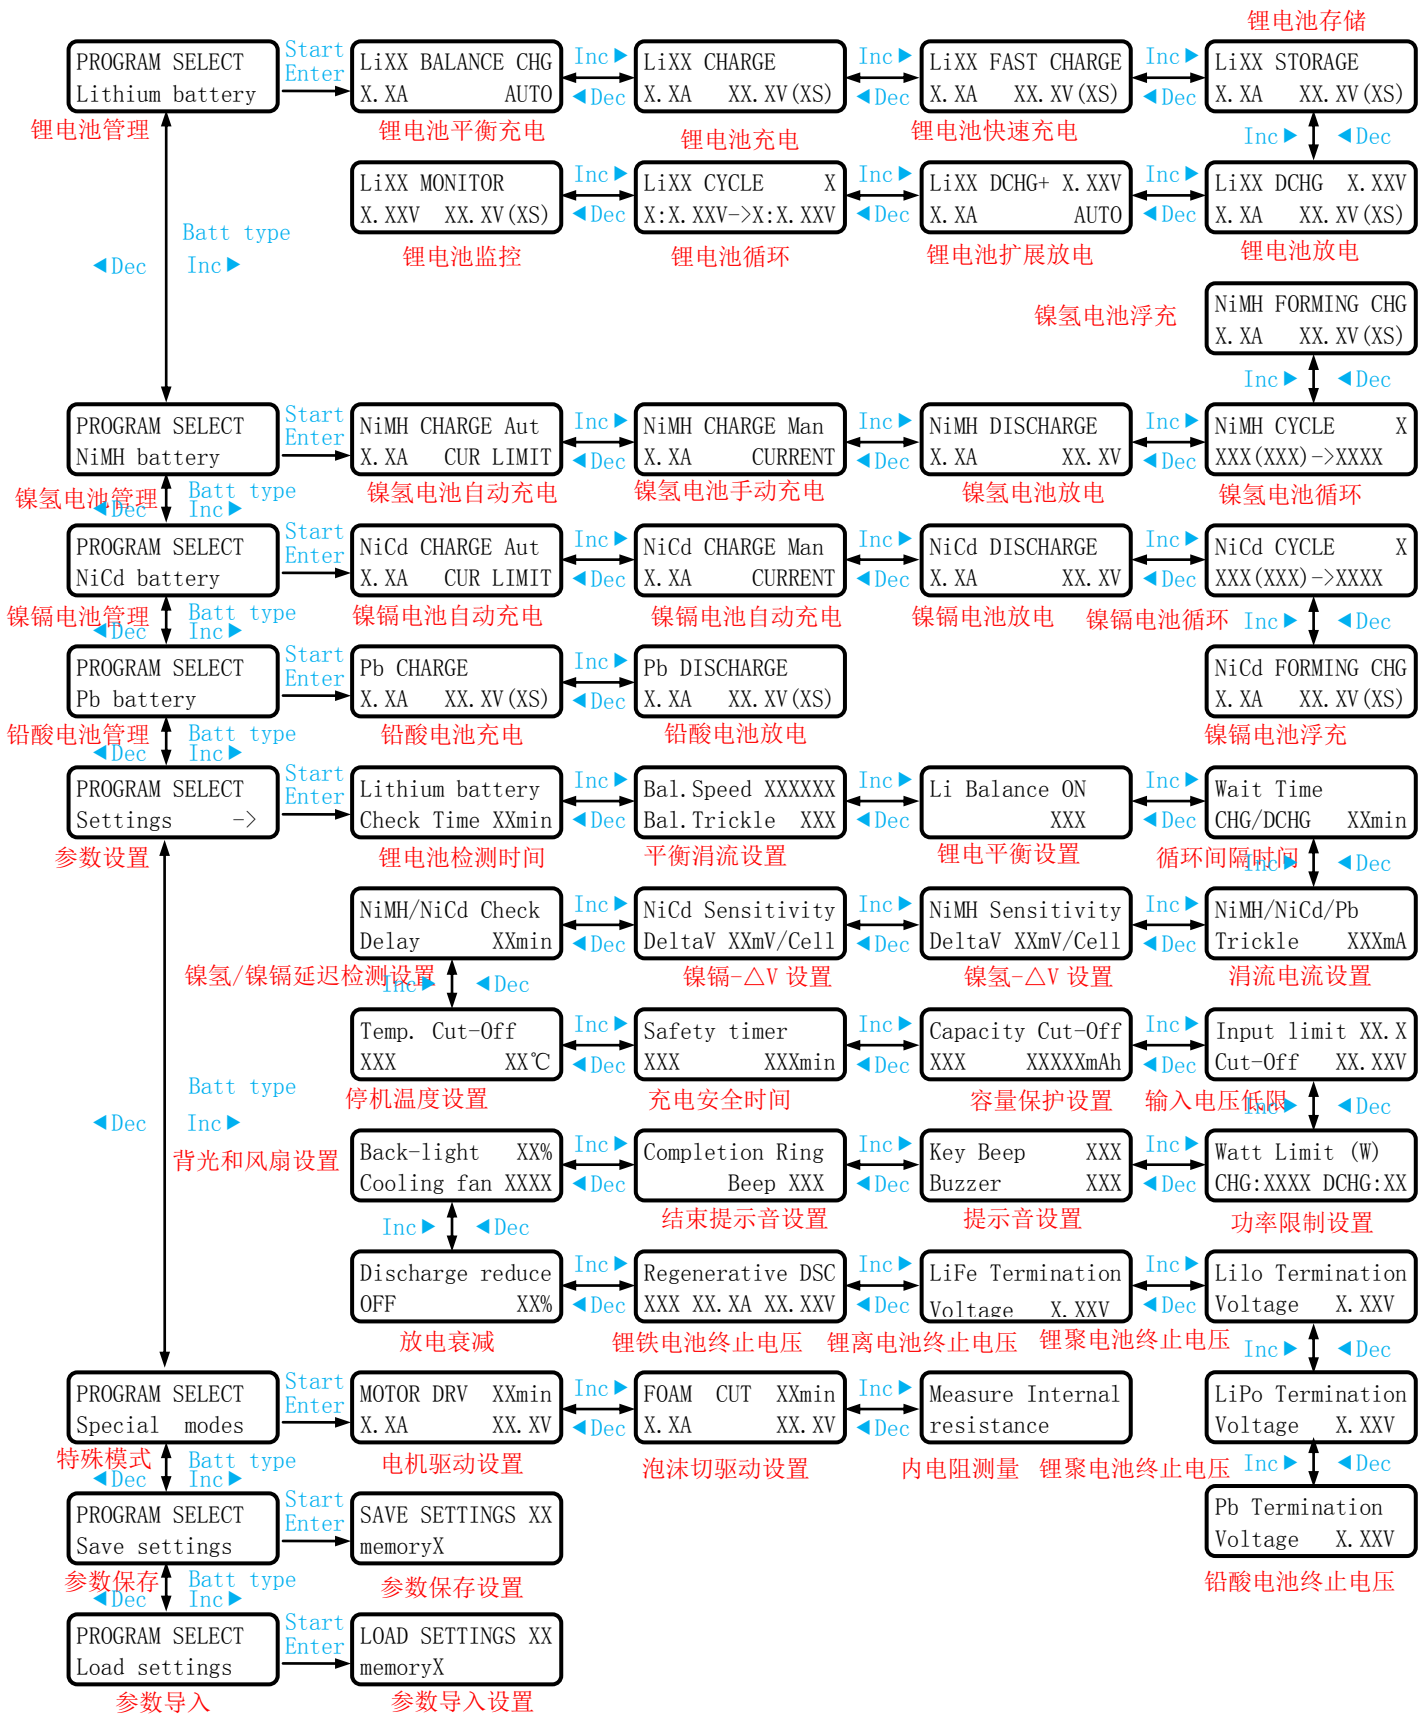 锂电池存储
PROGRAM SELECT
Lithium battery
Start
Enter
LiXX BALANCE CHG
X.XA AUTO
Inc▶
◀Dec
LiXX CHARGE
X.XA XX.XV(XS)
Inc▶
◀Dec
LiXX FAST CHARGE
X.XA XX.XV(XS)
Inc▶
◀Dec
LiXX STORAGE
X.XA XX.XV(XS)
锂电池管理
锂电池平衡充电
锂电池充电
锂电池快速充电
Inc▶ ◀Dec
LiXX MONITOR
X.XXV XX.XV(XS)
Inc▶
◀Dec
LiXX CYCLE X
X:X.XXV->X:X.XXV
Inc▶
◀Dec
LiXX DCHG+ X.XXV
X.XA AUTO
Inc▶
◀Dec
LiXX DCHG X.XXV
X.XA XX.XV(XS)
锂电池监控
锂电池循环
锂电池扩展放电
锂电池放电
Batt type
◀Dec Inc▶
镍氢电池浮充
NiMH FORMING CHG
X.XA XX.XV(XS)
Inc▶ ◀Dec
PROGRAM SELECT
NiMH battery
Start
Enter
NiMH CHARGE Aut
X.XA CUR LIMIT
Inc▶
◀Dec
NiMH CHARGE Man
X.XA CURRENT
Inc▶
◀Dec
NiMH DISCHARGE
X.XA XX.XV
Inc▶
◀Dec
NiMH CYCLE X
XXX(XXX)->XXXX
镍氢电池管理
镍氢电池自动充电
镍氢电池手动充电
镍氢电池放电
镍氢电池循环
Batt type
◀Dec Inc▶
PROGRAM SELECT
NiCd battery
Start
Enter
NiCd CHARGE Aut
X.XA CUR LIMIT
Inc▶
◀Dec
NiCd CHARGE Man
X.XA CURRENT
Inc▶
◀Dec
NiCd DISCHARGE
X.XA XX.XV
Inc▶
◀Dec
NiCd CYCLE X
XXX(XXX)->XXXX
镍镉电池管理
镍镉电池自动充电
镍镉电池自动充电
镍镉电池放电
镍镉电池循环
Inc▶ ◀Dec
Batt type
◀Dec Inc▶
PROGRAM SELECT
Pb battery
Start
Enter
Pb CHARGE
X.XA XX.XV(XS)
Inc▶
◀Dec
Pb DISCHARGE
X.XA XX.XV(XS)
NiCd FORMING CHG
X.XA XX.XV(XS)
铅酸电池管理
铅酸电池充电
铅酸电池放电
镍镉电池浮充
Batt type
◀Dec Inc▶
PROGRAM SELECT
Settings ->
Start
Enter
Lithium battery
Check Time XXmin
Inc▶
◀Dec
Bal.Speed XXXXXX
Bal.Trickle XXX
Inc▶
◀Dec
Li Balance ON
XXX
Inc▶
◀Dec
Wait Time
CHG/DCHG XXmin
参数设置
锂电池检测时间
平衡涓流设置
锂电平衡设置
循环间隔时间
Inc▶ ◀Dec
NiMH/NiCd Check
Delay XXmin
Inc▶
◀Dec
NiCd Sensitivity
DeltaV XXmV/Cell
Inc▶
◀Dec
NiMH Sensitivity
DeltaV XXmV/Cell
Inc▶
◀Dec
NiMH/NiCd/Pb
Trickle XXXmA
镍氢/镍镉延迟检测设置
镍镉-△V 设置
镍氢-△V 设置
涓流电流设置
Inc▶ ◀Dec
Temp. Cut-Off
XXX XX℃
Inc▶
◀Dec
Safety timer
XXX XXXmin
Inc▶
◀Dec
Capacity Cut-Off
XXX XXXXXmAh
Inc▶
◀Dec
Input limit XX.X
Cut-Off XX.XXV
停机温度设置
充电安全时间
容量保护设置
输入电压低限
Inc▶ ◀Dec
Batt type
◀Dec Inc▶
背光和风扇设置
Back-light XX%
Cooling fan XXXX
Inc▶
◀Dec
Completion Ring
Beep XXX
Inc▶
◀Dec
Key Beep XXX
Buzzer XXX
Inc▶
◀Dec
Watt Limit (W)
CHG:XXXX DCHG:XX
结束提示音设置
提示音设置
功率限制设置
Inc▶ ◀Dec
Discharge reduce
OFF XX%
Inc▶
◀Dec
Regenerative DSC
XXX XX.XA XX.XXV
Inc▶
◀Dec
LiFe Termination
Voltage X.XXV
Inc▶
◀Dec
Lilo Termination
Voltage X.XXV
放电衰减
锂铁电池终止电压
锂离电池终止电压
锂聚电池终止电压
Inc▶ ◀Dec
PROGRAM SELECT
Special modes
Start
Enter
MOTOR DRV XXmin
X.XA XX.XV
Inc▶
◀Dec
FOAM CUT XXmin
X.XA XX.XV
Inc▶
◀Dec
Measure Internal
resistance
LiPo Termination
Voltage X.XXV
特殊模式
电机驱动设置
泡沫切驱动设置
内电阻测量
锂聚电池终止电压
Inc▶ ◀Dec
Batt type
◀Dec Inc▶
PROGRAM SELECT
Save settings
Start
Enter
SAVE SETTINGS XX
memoryX
Pb Termination
Voltage X.XXV
参数保存
参数保存设置
铅酸电池终止电压
Batt type
◀Dec Inc▶
PROGRAM SELECT
Load settings
Start
Enter
LOAD SETTINGS XX
memoryX
参数导入
参数导入设置